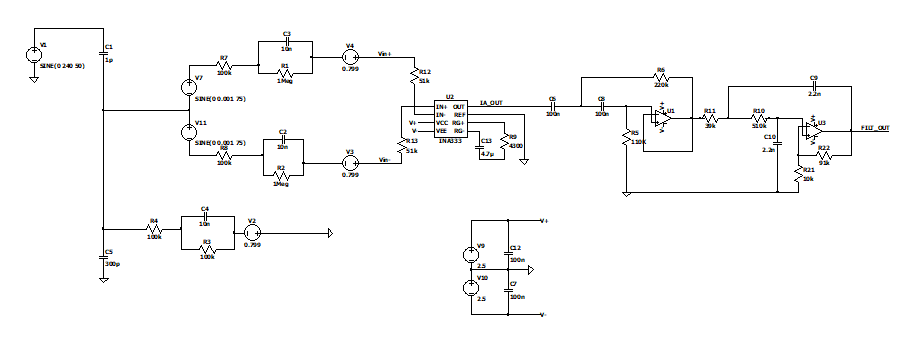 V1
SINE(0 240 50)
C1
1p
V7
SINE(0 0.001 75)
V11
SINE(0 0.001 75)
R7
100k
C3
10n
R1
1Meg
V4
0.799
Vin+
R8
100k
C2
10n
R2
1Meg
V3
0.799
Vin-
R12
51k
R13
51k
U2
IN+ OUT
IN- REF
VCC RG+
VEE RG-
INA333
V+
V-
IA_OUT
C13
4.7µ
R9
4300
C6
100n
C8
100n
R6
220k
R5
110K
U1
V+
V-
R11
39k
R10
510k
C10
2.2n
C9
2.2n
U3
V+
V-
R22
91k
R21
10k
FILT_OUT
R4
100k
C4
10n
R3
100k
V2
0.799
C5
300p
V+
V9
2.5
C12
100n
V10
2.5
C7
100n
V-